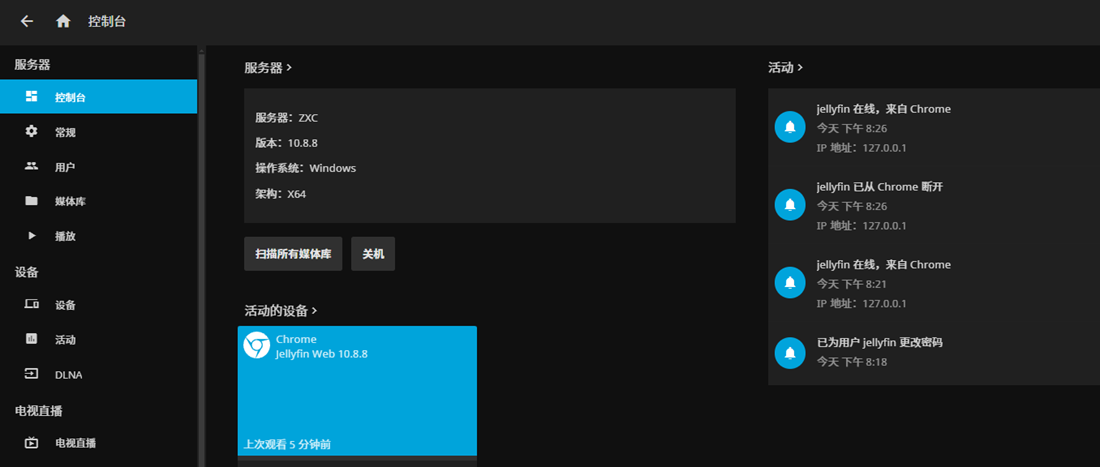 控制台
服务器
控制台
常规
用户
媒体库
播放
设备
设备
活动
DLNA
电视直播
电视直播
服务器
服务器：ZXC
版本：10.8.8
操作系统：Windows
架构：X64
扫描所有媒体库
关机
活动的设备
Chrome
Jellyfin Web 10.8.8
上次观看 5 分钟前
活动
jellyfin 在线，来自 Chrome
今天 下午 8:26
IP 地址：127.0.0.1
jellyfin 已从 Chrome 断开
今天 下午 8:26
IP 地址：127.0.0.1
jellyfin 在线，来自 Chrome
今天 下午 8:21
IP 地址：127.0.0.1
已为用户 jellyfin 更改密码
今天 下午 8:18